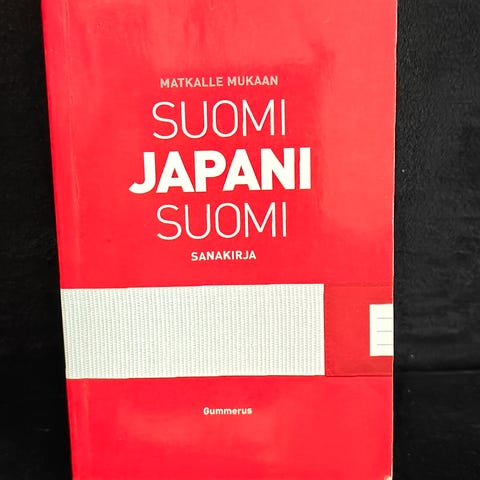 MATKALLE MUKAAN
SUOMI
JAPANI
SUOMI
SANAKIRJA
Gummerus